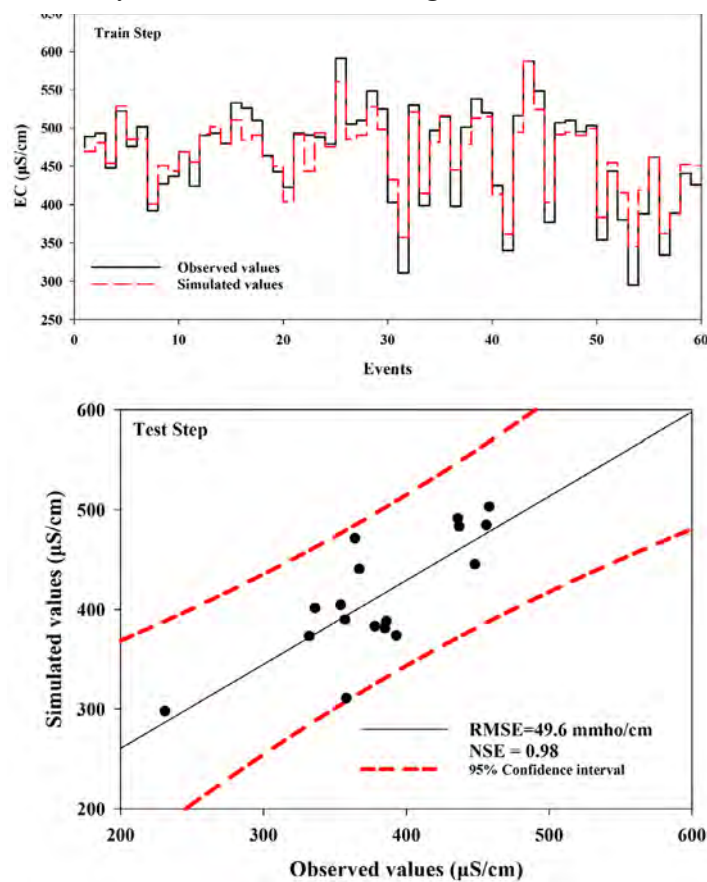 650
Train Step
600
550
500
450
400
350
300
250
EC (µS/cm)
Observed values
Simulated values
0 10 20 30 40 50 60
Events
600
Test Step
500
400
300
200
Simulated values (µS/cm)
RMSE=49.6 mmho/cm
NSE = 0.98
95% Confidence interval
200 300 400 500 600
Observed values (µS/cm)